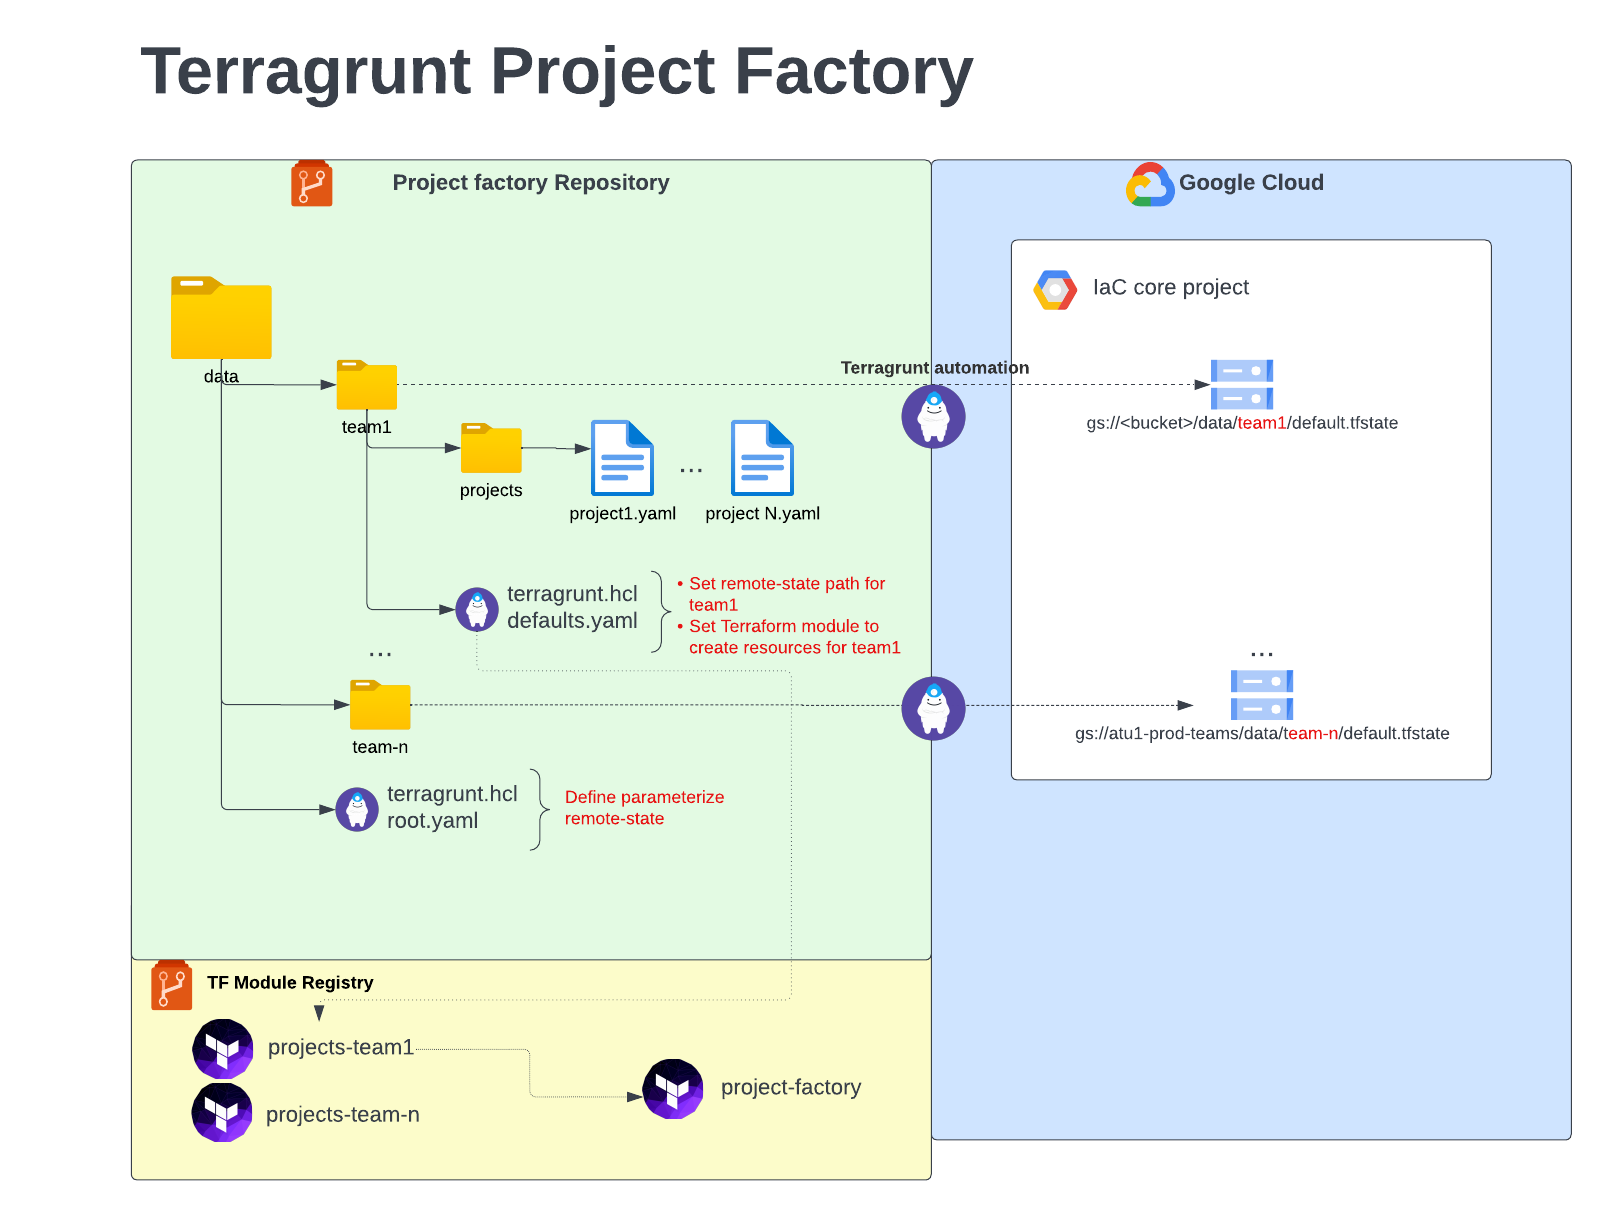 Terragrunt Project Factory
Project factory Repository
Google Cloud
IaC core project
data
Terragrunt automation
team1
gs://<bucket>/data/team1/default.tfstate
projects
...
project1.yaml
project N.yaml
terragrunt.hcl
defaults.yaml
• Set remote-state path for
team1
• Set Terraform module to
create resources for team1
...
...
team-n
gs://atu1-prod-teams/data/team-n/default.tfstate
terragrunt.hcl
root.yaml
Define parameterize
remote-state
TF Module Registry
projects-team1
project-factory
projects-team-n